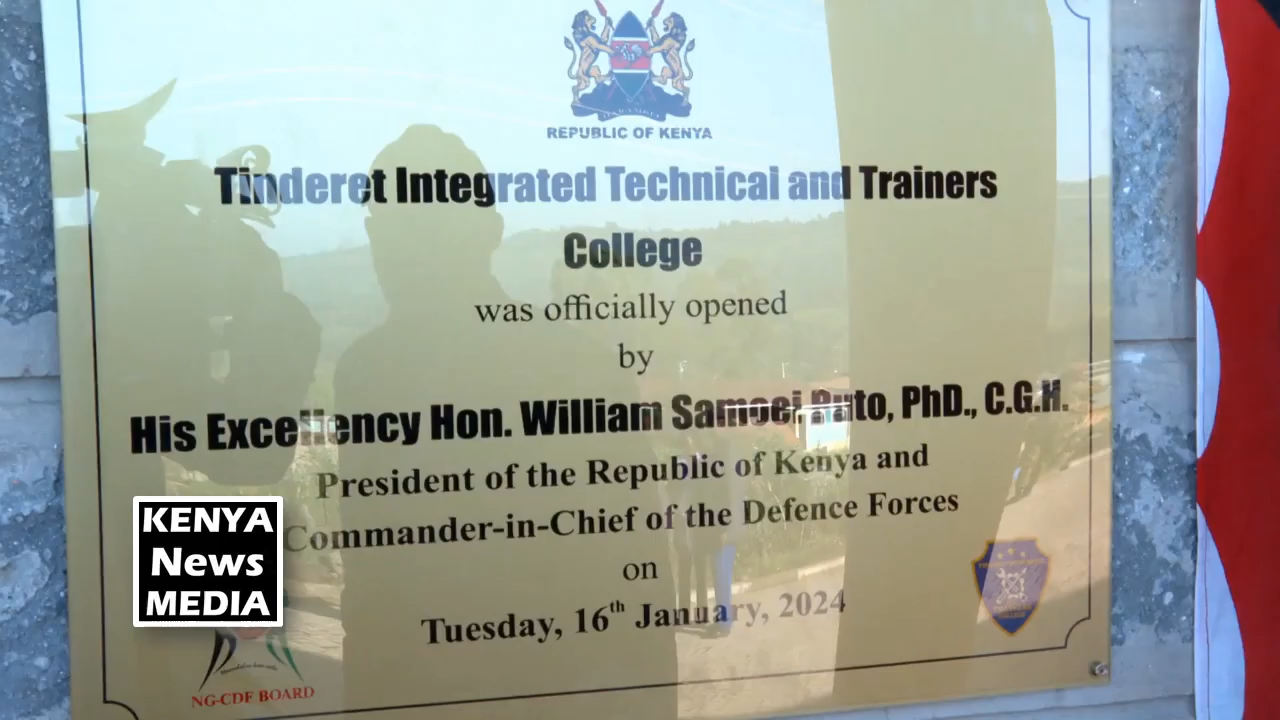 REPUBLIC OF KENYA
Tinderet Integrated Technical and Trainers
College
was officially opened
by
His Excellency Hon. William Samoei Ruto, PhD., C.G.H.
President of the Republic of Kenya and
Commander-in-Chief of the Defence Forces
on
Tuesday, 16th January, 2024
KENYA
News
MEDIA
NG-CDF BOARD